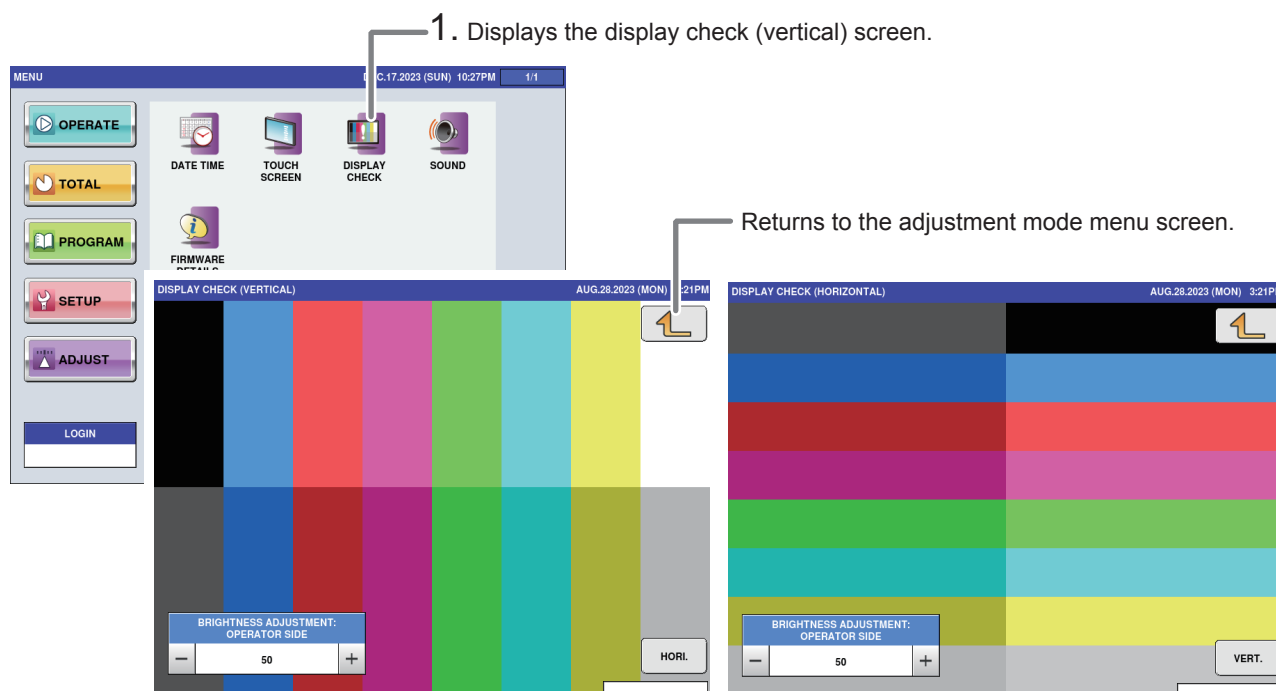 1. Displays the display check (vertical) screen.
MENU
C.17.2023 (SUN) 10:27PM 1/1
OPERATE
TOTAL
PROGRAM
SETUP
ADJUST
LOGIN
DATE TIME
TOUCH
SCREEN
DISPLAY
CHECK
SOUND
FIRMWARE
DETAILS
Returns to the adjustment mode menu screen.
DISPLAY CHECK (VERTICAL)
AUG.28.2023 (MON) :21PM
BRIGHTNESS ADJUSTMENT:
OPERATOR SIDE
− 50 +
HORI.
DISPLAY CHECK (HORIZONTAL)
AUG.28.2023 (MON) 3:21P
BRIGHTNESS ADJUSTMENT:
OPERATOR SIDE
− 50 +
VERT.